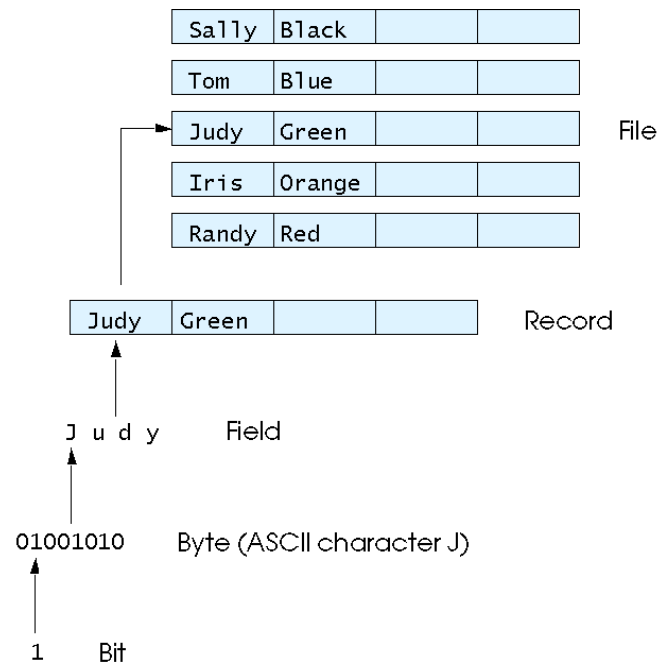 Sally Black
Tom Blue
Judy Green File
Iris Orange
Randy Red
Judy Green Record
J u d y Field
01001010 Byte (ASCII character J)
1 Bit